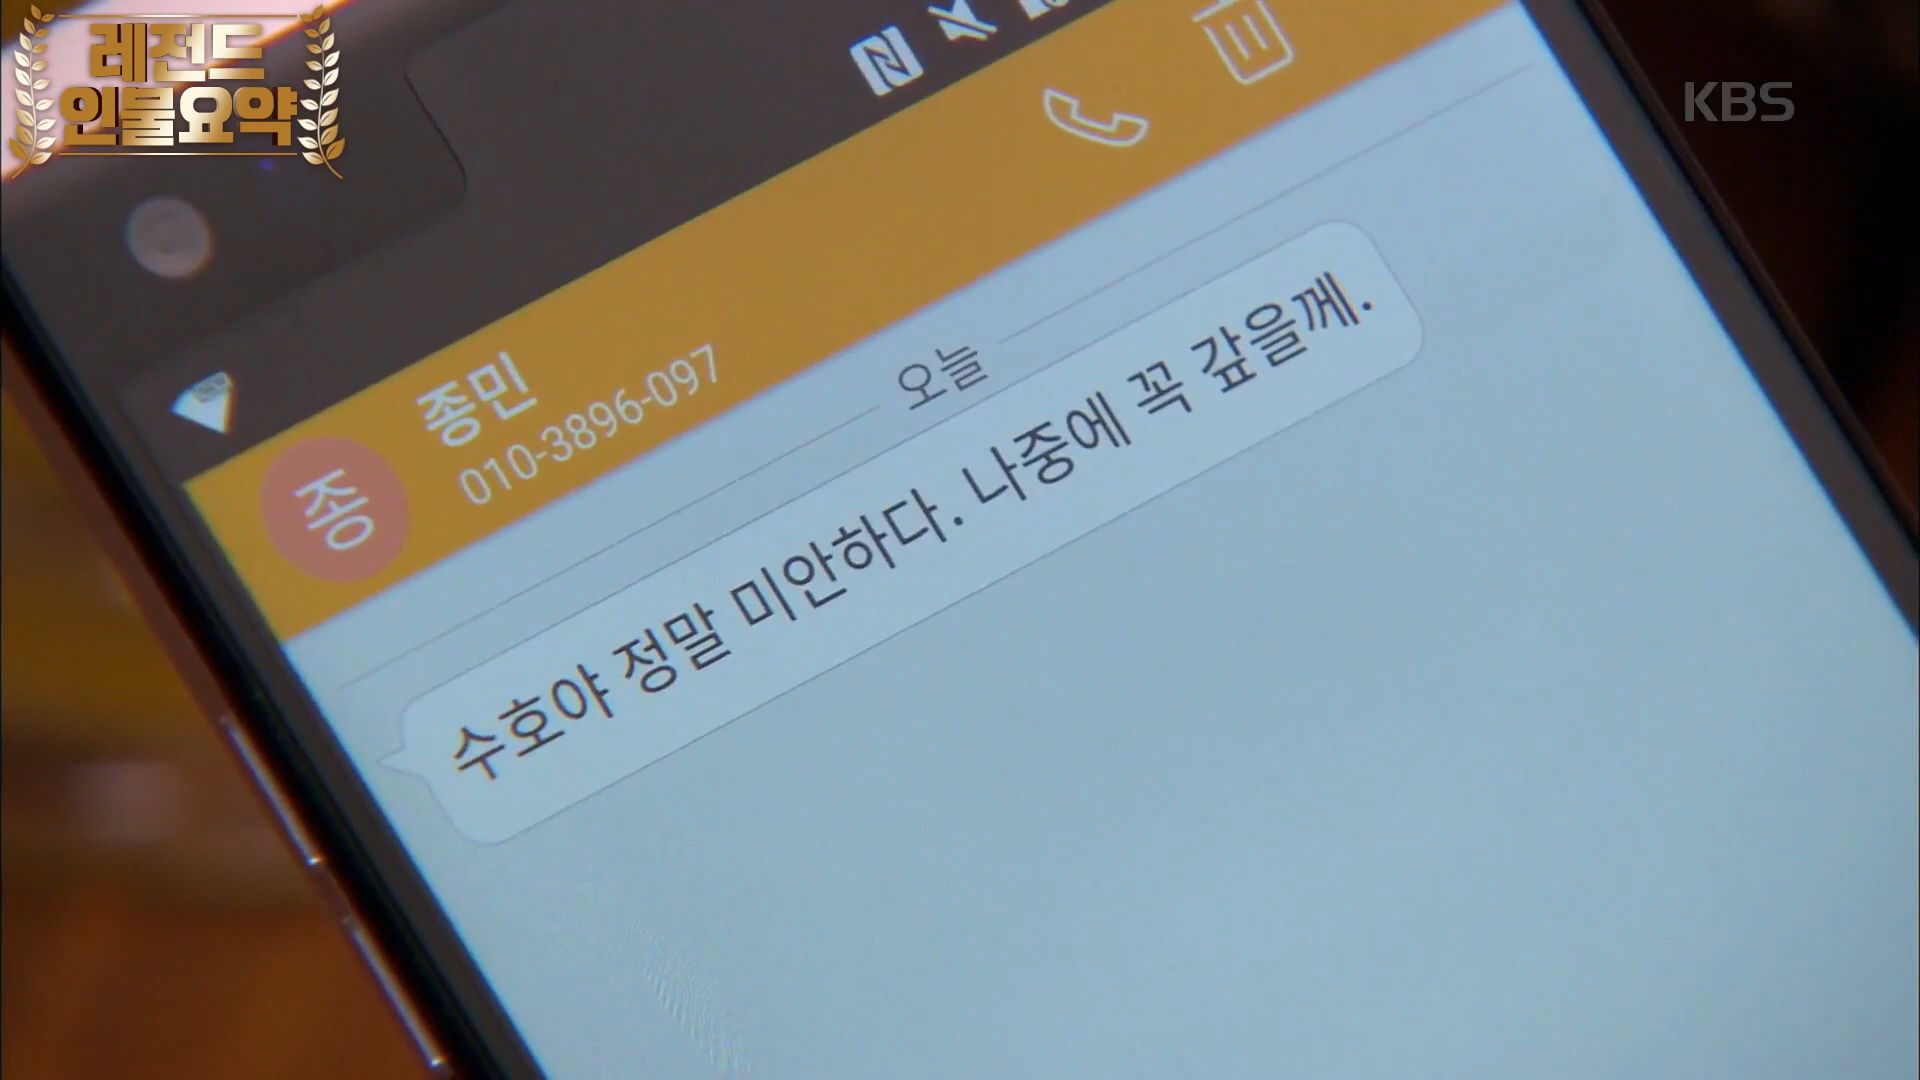 레전드
인물요약
KBS
종민
010-3896-097
종
오늘
수호야 정말 미안하다. 나중에 꼭 갚을께.